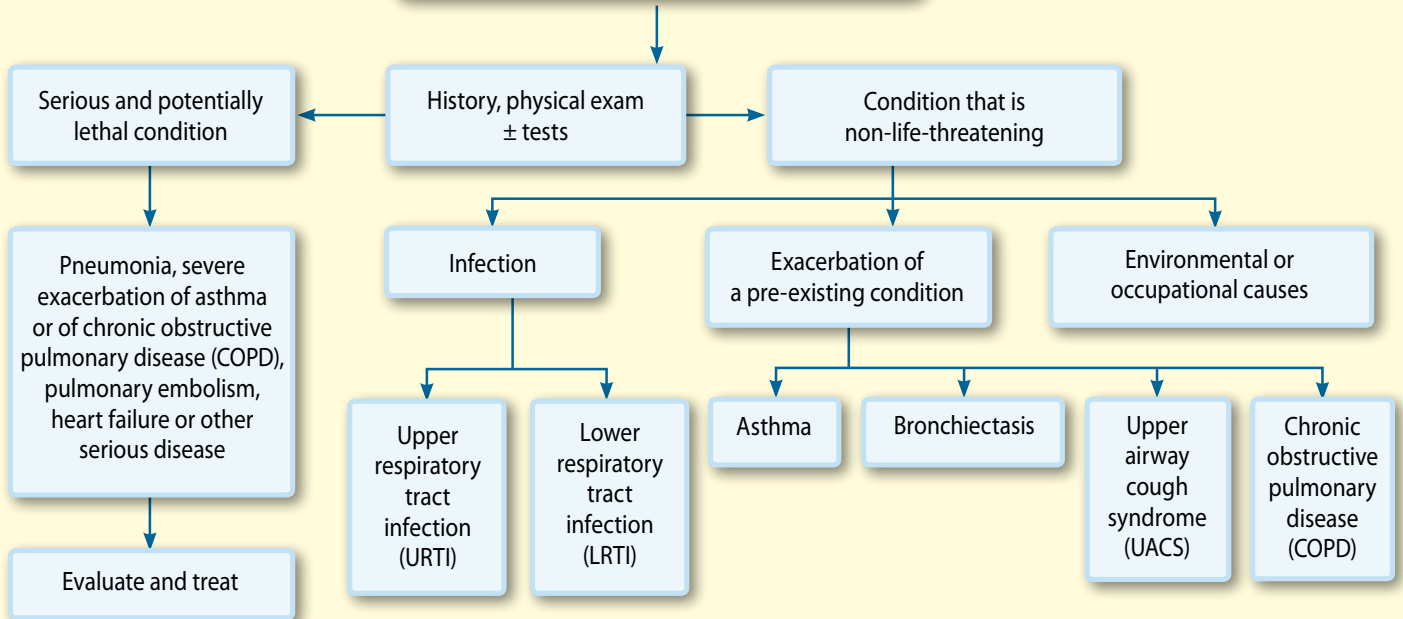 Serious and potentially
lethal condition
History, physical exam
± tests
Condition that is
non-life-threatening
Pneumonia, severe
exacerbation of asthma
or of chronic obstructive
pulmonary disease (COPD),
pulmonary embolism,
heart failure or other
serious disease
Evaluate and treat
Infection
Upper
respiratory
tract
infection
(URTI)
Lower
respiratory
tract
infection
(LRTI)
Exacerbation of
a pre-existing condition
Asthma
Bronchiectasis
Upper
airway
cough
syndrome
(UACS)
Chronic
obstructive
pulmonary
disease
(COPD)
Environmental or
occupational causes